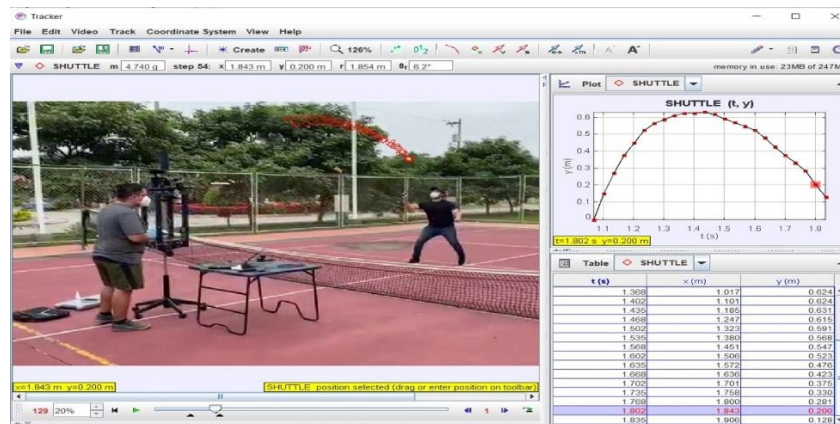 Tracker
File Edit Video Track Coordinate System View Help
Create 126%
SHUTTLE m 4.740 g step 54: x 1.843 m y 0.200 m r 1.854 m θr 6.2°
memory in use: 23MB of 247M
Plot SHUTTLE
SHUTTLE (t, y)
y (m)
0.6
0.5
0.4
0.3
0.2
0.1
1.1 1.2 1.3 1.4 1.5 1.6 1.7 1.8
t (s)
t=1.802 s y=0.200 m
Table SHUTTLE
t (s) x (m) y (m)
1.368 1.017 0.624
1.402 1.101 0.624
1.435 1.185 0.631
1.468 1.247 0.615
1.502 1.323 0.591
1.535 1.380 0.568
1.568 1.451 0.547
1.602 1.506 0.523
1.635 1.572 0.476
1.668 1.636 0.423
1.702 1.701 0.375
1.735 1.758 0.330
1.768 1.800 0.281
1.802 1.843 0.200
1.835 1.906 0.128
x=1.843 m y=0.200 m
SHUTTLE position selected (drag or enter position on toolbar)
129 20% 1